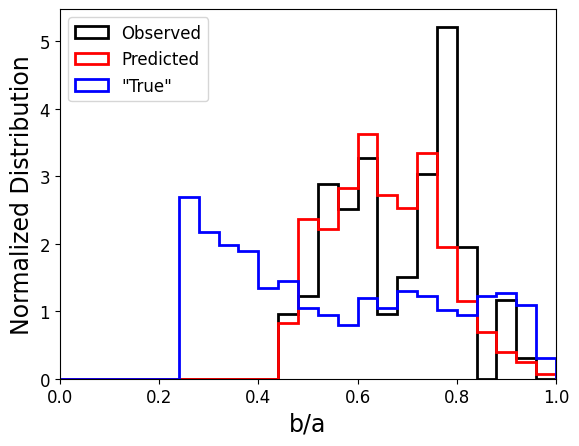 Observed
Predicted
"True"
Normalized Distribution
5
4
3
2
1
0
0.0 0.2 0.4 0.6 0.8 1.0
b/a